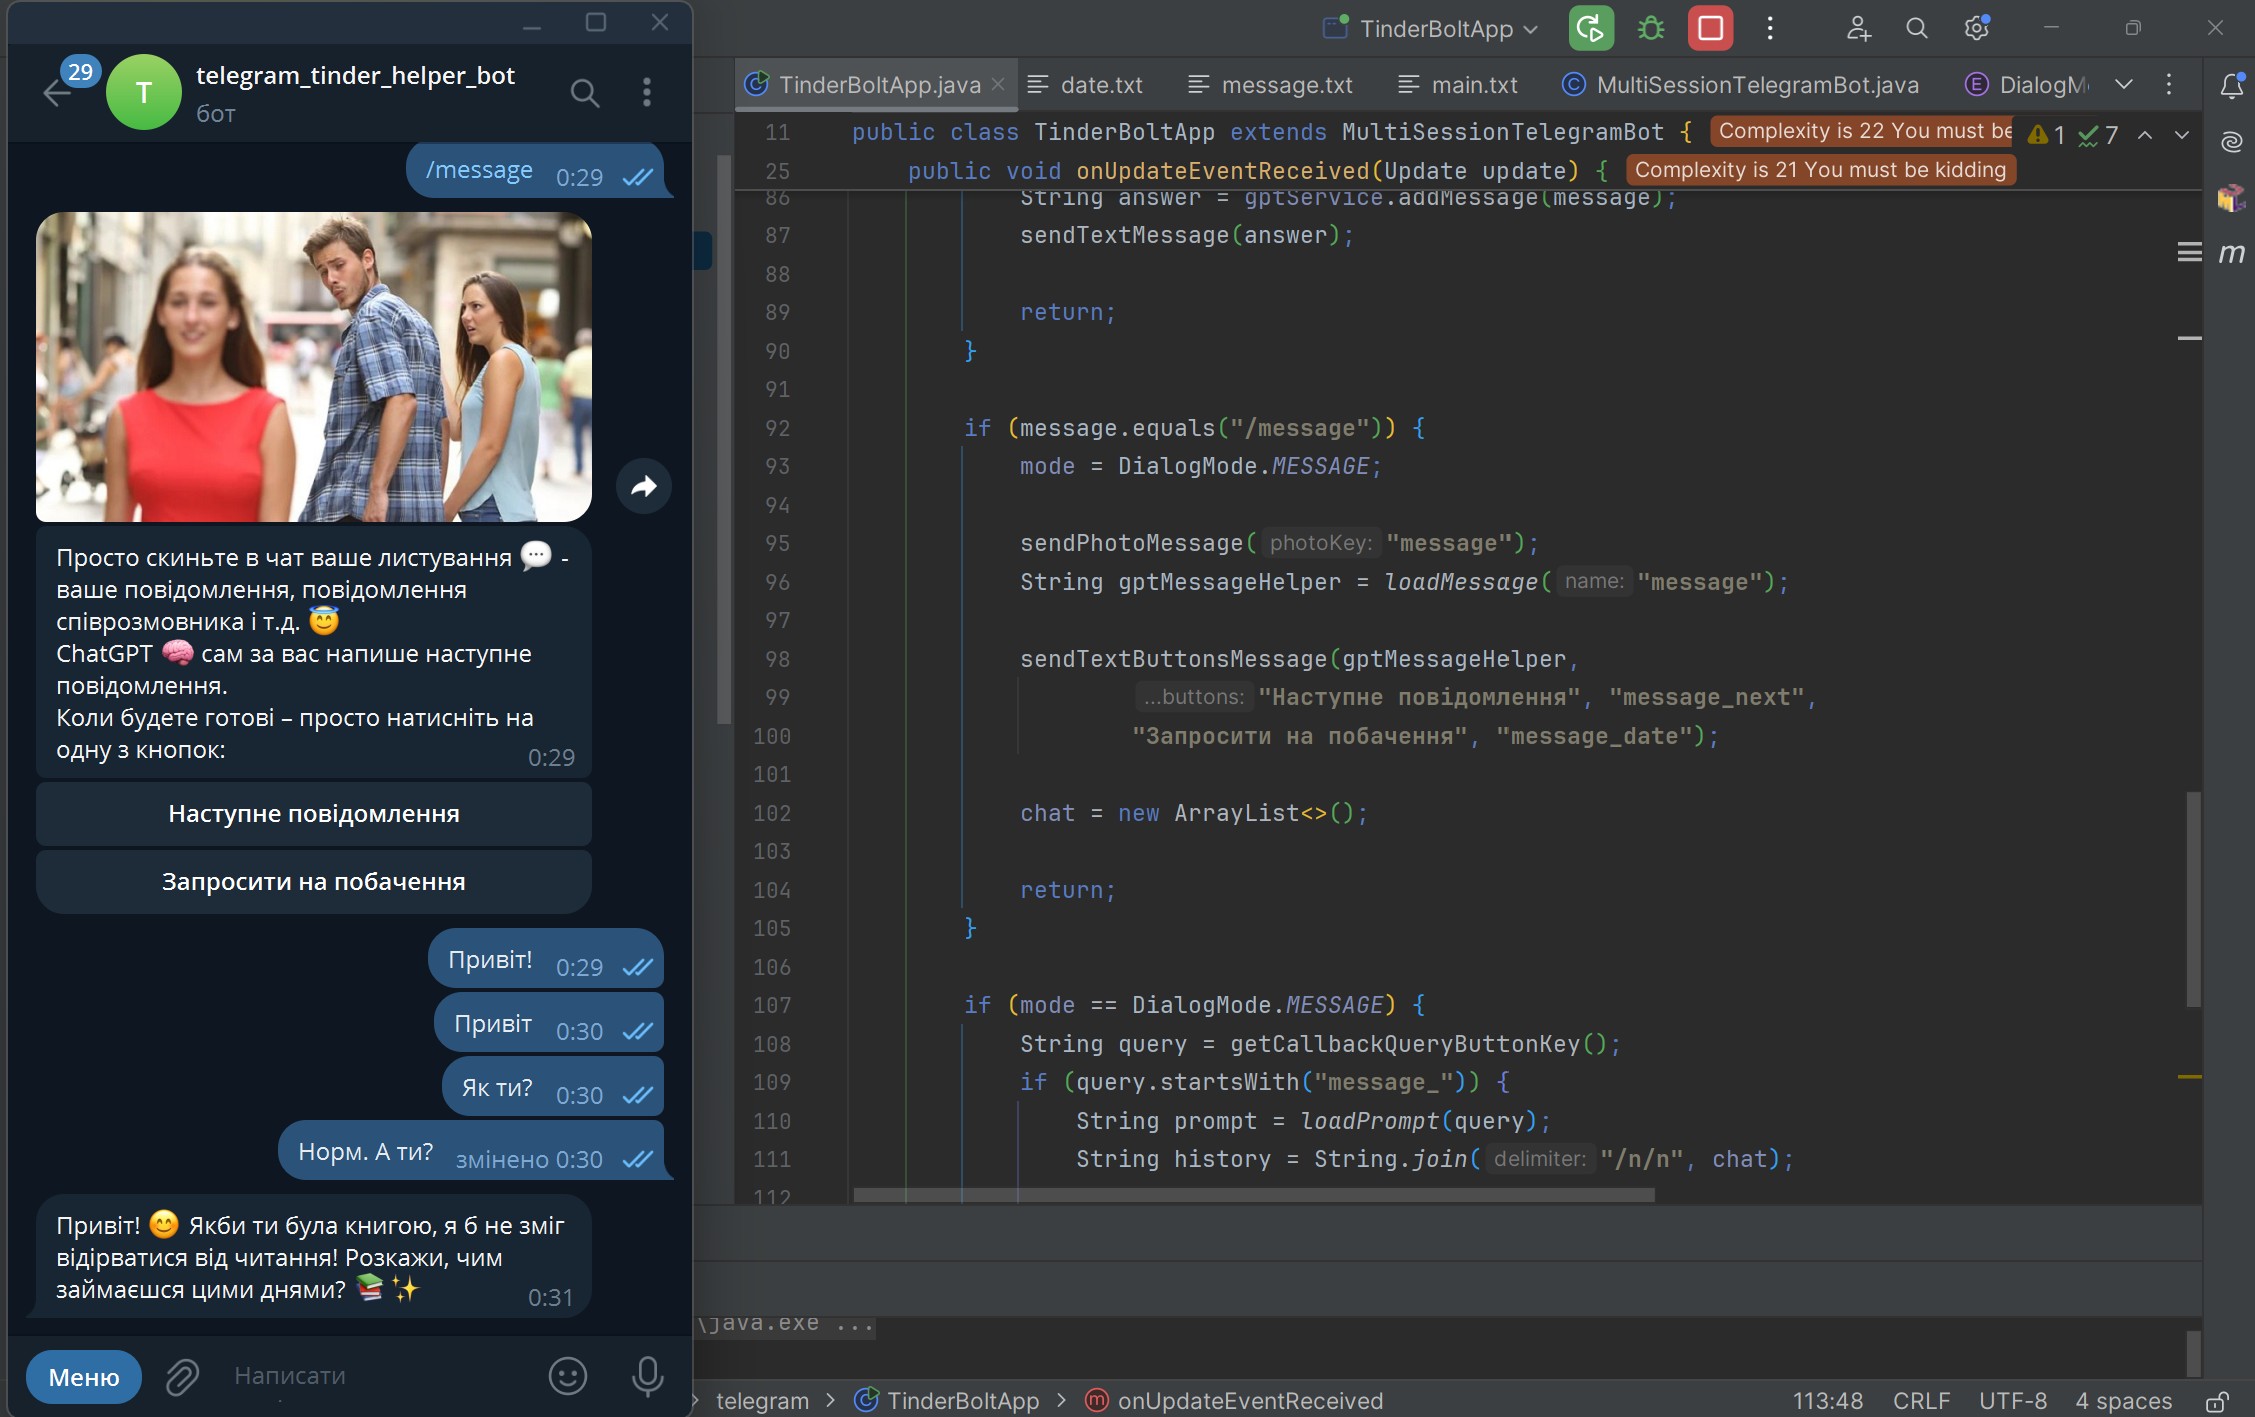 29
T
telegram_tinder_helper_bot
бот
/message 0:29
Просто скиньте в чат ваше листування 💬 -
ваше повідомлення, повідомлення
співрозмовника і т.д. 😇
ChatGPT 🧠 сам за вас напише наступне
повідомлення.
Коли будете готові – просто натисніть на
одну з кнопок:
0:29
Наступне повідомлення
Запросити на побачення
Привіт! 0:29
Привіт 0:30
Як ти? 0:30
Норм. А ти? змінено 0:30
Привіт! 😊 Якби ти була книгою, я б не зміг
відірватися від читання! Розкажи, чим
займаєшся цими днями? 📚✨
0:31
Меню
Написати
TinderBoltApp
TinderBoltApp.java
date.txt
message.txt
main.txt
MultiSessionTelegramBot.java
DialogM
11 public class TinderBoltApp extends MultiSessionTelegramBot { Complexity is 22 You must be
1 7
25 public void onUpdateEventReceived(Update update) { Complexity is 21 You must be kidding
86 String answer = gptService.addMessage(message);
87 sendTextMessage(answer);
88
89 return;
90 }
91
92 if (message.equals("/message")) {
93 mode = DialogMode.MESSAGE;
94
95 sendPhotoMessage( photoKey: "message");
96 String gptMessageHelper = loadMessage( name: "message");
97
98 sendTextButtonsMessage(gptMessageHelper,
99 ...buttons: "Наступне повідомлення", "message_next",
100 "Запросити на побачення", "message_date");
101
102 chat = new ArrayList<>();
103
104 return;
105 }
106
107 if (mode == DialogMode.MESSAGE) {
108 String query = getCallbackQueryButtonKey();
109 if (query.startsWith("message_")) {
110 String prompt = loadPrompt(query);
111 String history = String.join( delimiter: "/n/n", chat);
112
\java.exe ...
telegram > TinderBoltApp > m onUpdateEventReceived
113:48 CRLF UTF-8 4 spaces
m